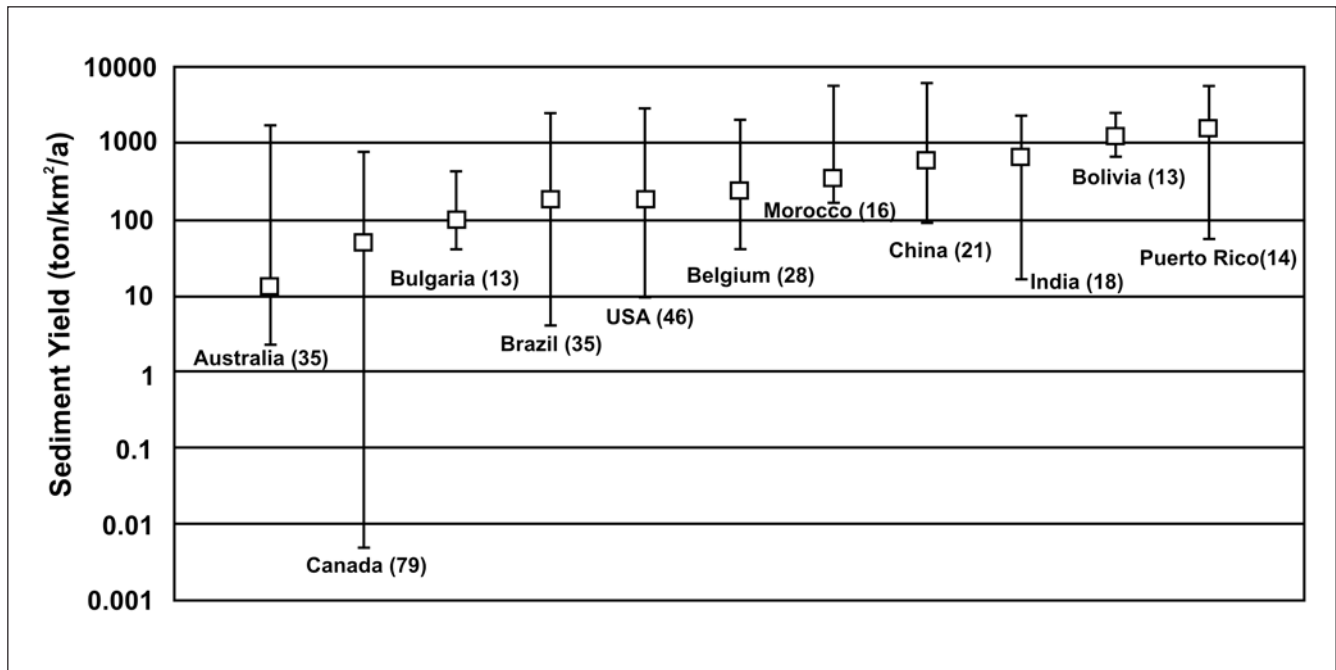 Sediment Yield (ton/km²/a)
10000
1000
100
10
1
0.1
0.01
0.001
Australia (35)
Canada (79)
Bulgaria (13)
Brazil (35)
USA (46)
Belgium (28)
Morocco (16)
China (21)
India (18)
Bolivia (13)
Puerto Rico(14)